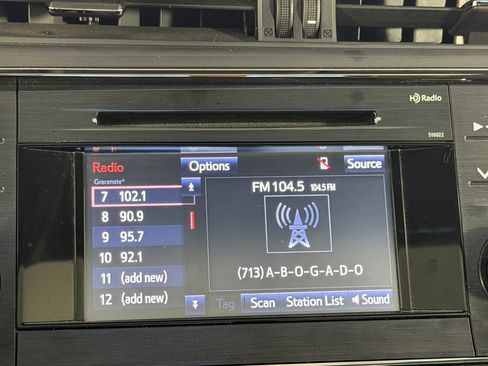 HD Radio
510022
Radio
Options
Source
Gracenote®
7 102.1
8 90.9
9 95.7
10 92.1
11 (add new)
12 (add new)
FM 104.5 104.5 FM
(713) A-B-O-G-A-D-O
Tag Scan Station List Sound